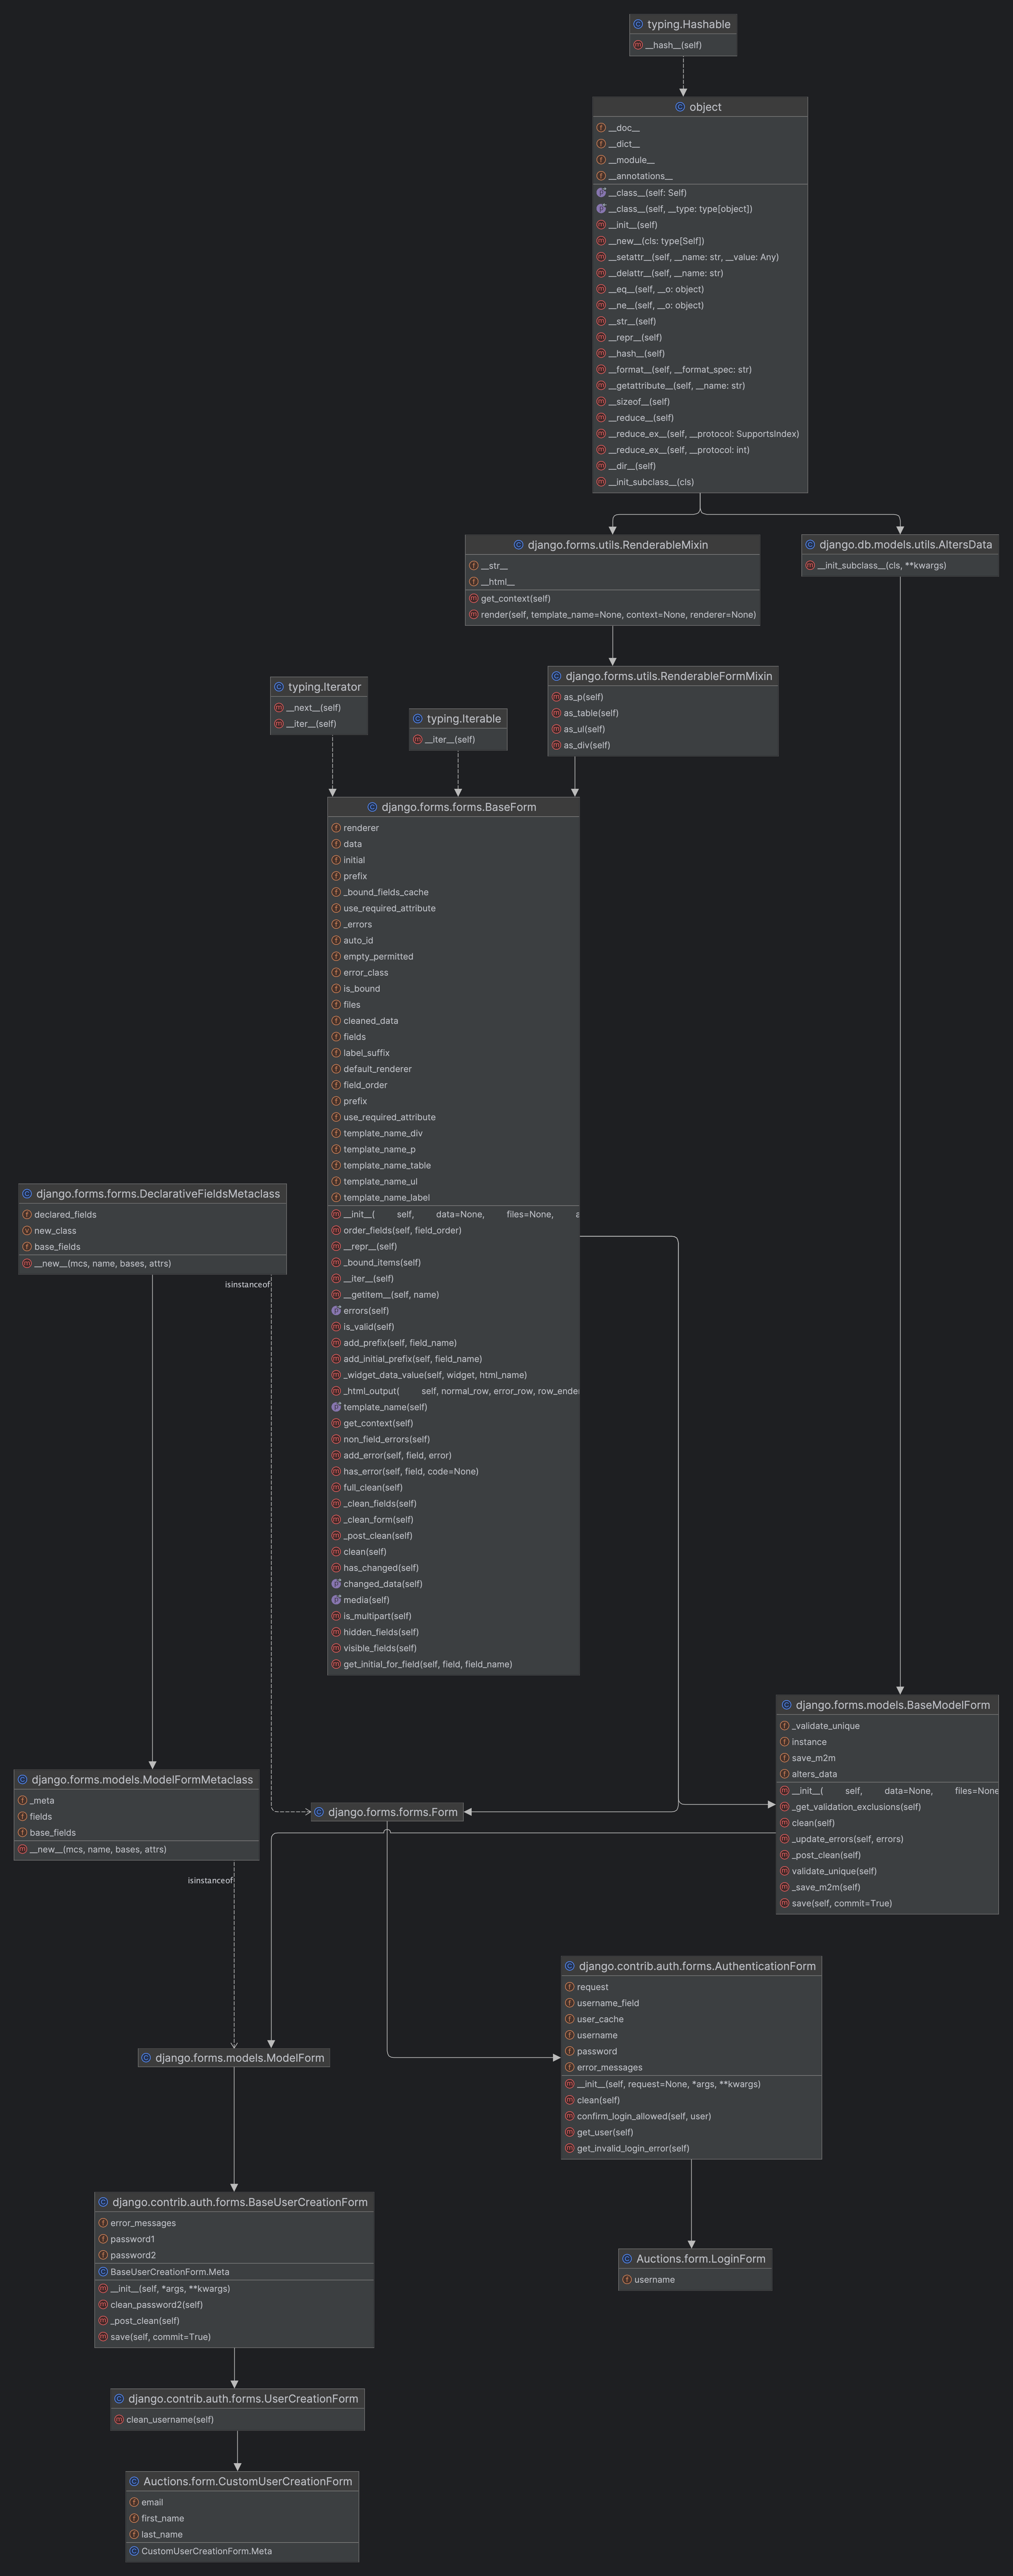 typing.Hashable
__hash__(self)
object
__doc__
__dict__
__module__
__annotations__
__class__(self: Self)
__class__(self, __type: type[object])
__init__(self)
__new__(cls: type[Self])
__setattr__(self, __name: str, __value: Any)
__delattr__(self, __name: str)
__eq__(self, __o: object)
__ne__(self, __o: object)
__str__(self)
__repr__(self)
__hash__(self)
__format__(self, __format_spec: str)
__getattribute__(self, __name: str)
__sizeof__(self)
__reduce__(self)
__reduce_ex__(self, __protocol: SupportsIndex)
__reduce_ex__(self, __protocol: int)
__dir__(self)
__init_subclass__(cls)
django.forms.utils.RenderableMixin
__str__
__html__
get_context(self)
render(self, template_name=None, context=None, renderer=None)
django.db.models.utils.AltersData
__init_subclass__(cls, **kwargs)
django.forms.utils.RenderableFormMixin
as_p(self)
as_table(self)
as_ul(self)
as_div(self)
typing.Iterator
__next__(self)
__iter__(self)
typing.Iterable
__iter__(self)
django.forms.forms.BaseForm
renderer
data
initial
prefix
_bound_fields_cache
use_required_attribute
_errors
auto_id
empty_permitted
error_class
is_bound
files
cleaned_data
fields
label_suffix
default_renderer
field_order
prefix
use_required_attribute
template_name_div
template_name_p
template_name_table
template_name_ul
template_name_label
__init__( self, data=None, files=None, a
order_fields(self, field_order)
__repr__(self)
_bound_items(self)
__iter__(self)
__getitem__(self, name)
errors(self)
is_valid(self)
add_prefix(self, field_name)
add_initial_prefix(self, field_name)
_widget_data_value(self, widget, html_name)
_html_output( self, normal_row, error_row, row_ende
template_name(self)
get_context(self)
non_field_errors(self)
add_error(self, field, error)
has_error(self, field, code=None)
full_clean(self)
_clean_fields(self)
_clean_form(self)
_post_clean(self)
clean(self)
has_changed(self)
changed_data(self)
media(self)
is_multipart(self)
hidden_fields(self)
visible_fields(self)
get_initial_for_field(self, field, field_name)
django.forms.forms.DeclarativeFieldsMetaclass
declared_fields
new_class
base_fields
__new__(mcs, name, bases, attrs)
isinstanceof
django.forms.models.BaseModelForm
_validate_unique
instance
save_m2m
alters_data
__init__( self, data=None, files=None
_get_validation_exclusions(self)
clean(self)
_update_errors(self, errors)
_post_clean(self)
validate_unique(self)
_save_m2m(self)
save(self, commit=True)
django.forms.models.ModelFormMetaclass
_meta
fields
base_fields
__new__(mcs, name, bases, attrs)
isinstanceof
django.forms.forms.Form
django.contrib.auth.forms.AuthenticationForm
request
username_field
user_cache
username
password
error_messages
__init__(self, request=None, *args, **kwargs)
clean(self)
confirm_login_allowed(self, user)
get_user(self)
get_invalid_login_error(self)
django.forms.models.ModelForm
django.contrib.auth.forms.BaseUserCreationForm
error_messages
password1
password2
BaseUserCreationForm.Meta
__init__(self, *args, **kwargs)
clean_password2(self)
_post_clean(self)
save(self, commit=True)
Auctions.form.LoginForm
username
django.contrib.auth.forms.UserCreationForm
clean_username(self)
Auctions.form.CustomUserCreationForm
email
first_name
last_name
CustomUserCreationForm.Meta